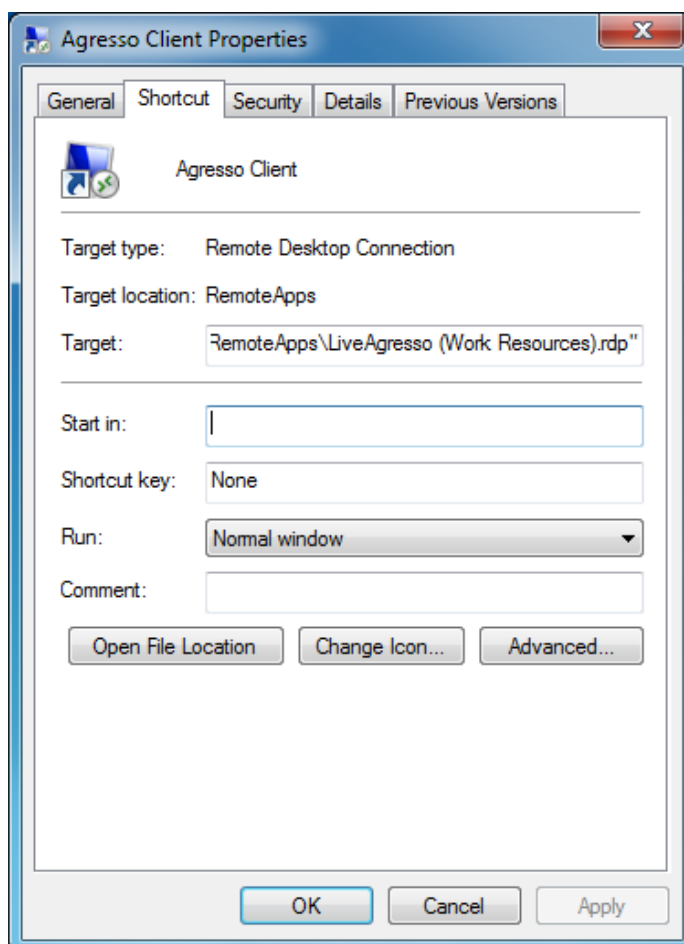 Agresso Client Properties
General Shortcut Security Details Previous Versions
Agresso Client
Target type: Remote Desktop Connection
Target location: RemoteApps
Target: RemoteApps\LiveAgresso (Work Resources).rdp"
Start in:
Shortcut key: None
Run: Normal window
Comment:
Open File Location Change Icon... Advanced...
OK Cancel Apply